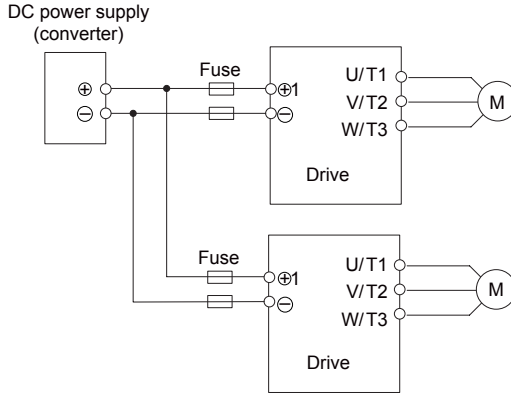 DC power supply
(converter)
⊕
⊖
Fuse
⊕1
⊖
U/T1
V/T2
W/T3
Drive
M
Fuse
⊕1
⊖
U/T1
V/T2
W/T3
Drive
M